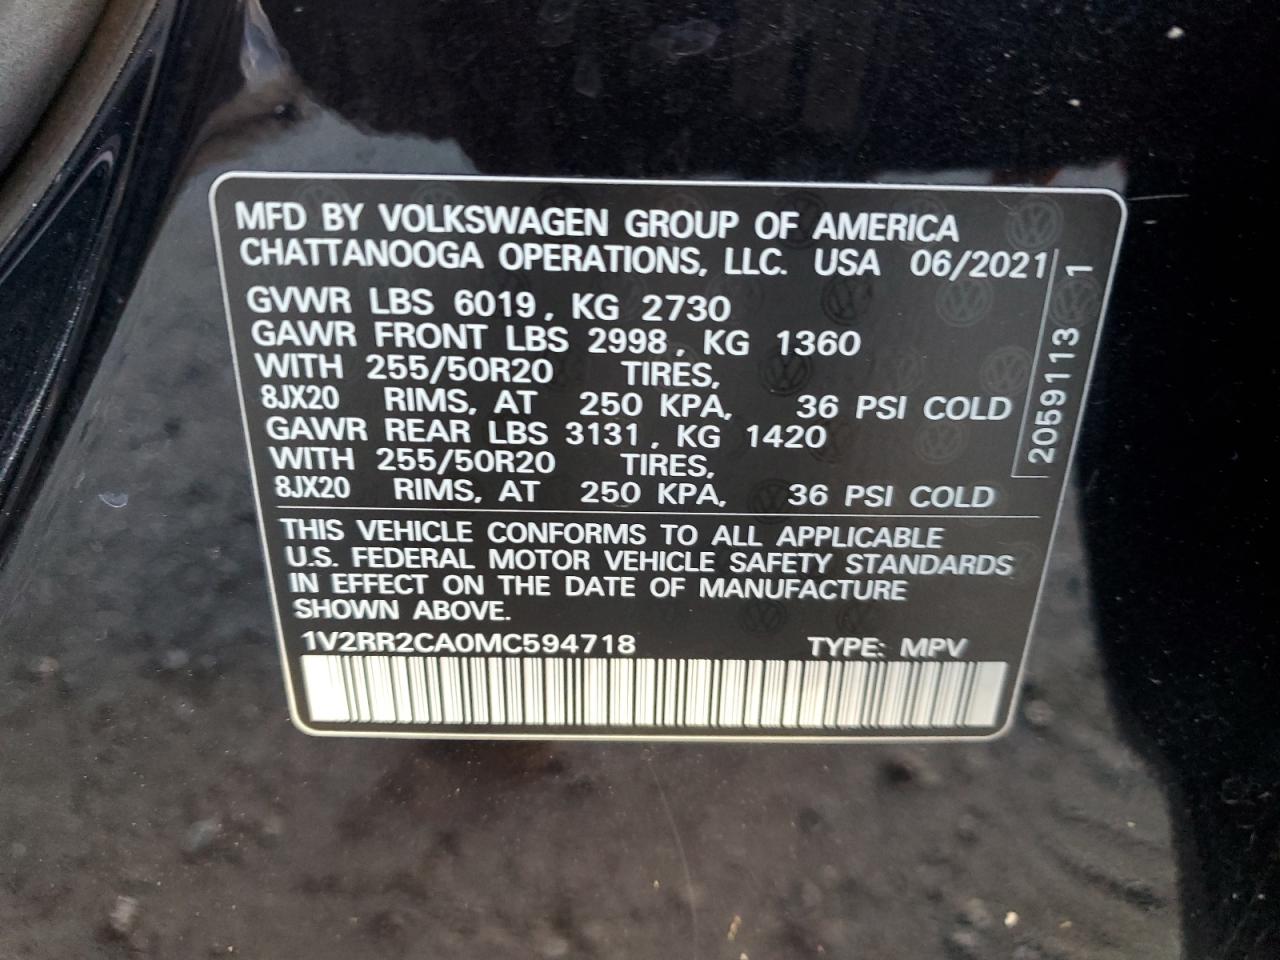 MFD BY VOLKSWAGEN GROUP OF AMERICA
CHATTANOOGA OPERATIONS, LLC. USA 06/2021
GVWR LBS 6019, KG 2730
GAWR FRONT LBS 2998, KG 1360
WITH 255/50R20 TIRES,
8JX20 RIMS, AT 250 KPA, 36 PSI COLD
GAWR REAR LBS 3131, KG 1420
WITH 255/50R20 TIRES,
8JX20 RIMS, AT 250 KPA, 36 PSI COLD
2059113 1
THIS VEHICLE CONFORMS TO ALL APPLICABLE
U.S. FEDERAL MOTOR VEHICLE SAFETY STANDARDS
IN EFFECT ON THE DATE OF MANUFACTURE
SHOWN ABOVE.
1V2RR2CA0MC594718 TYPE: MPV